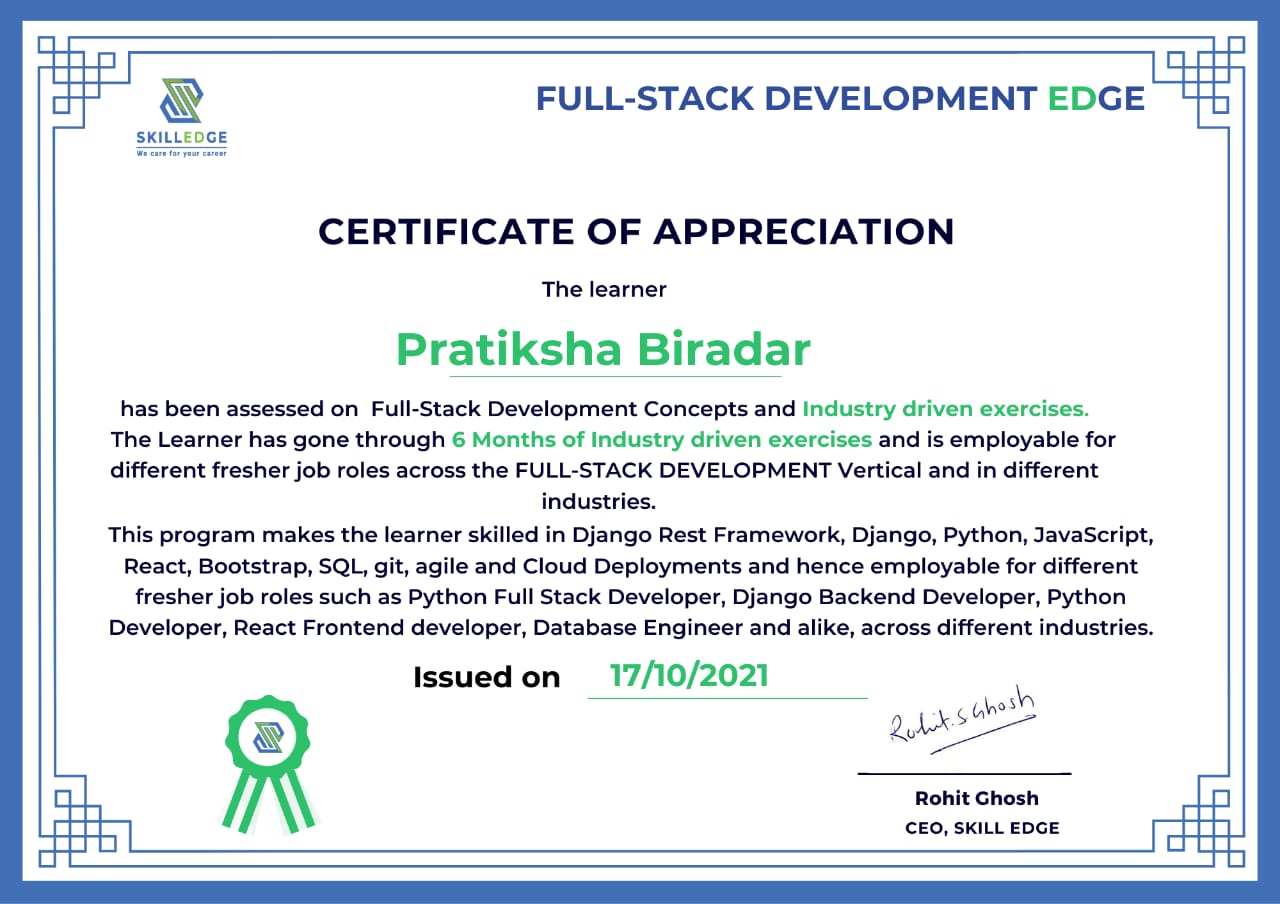 SKILLEDGE
We care for your career
FULL-STACK DEVELOPMENT EDGE
CERTIFICATE OF APPRECIATION
The learner
Pratiksha Biradar
has been assessed on  Full-Stack Development Concepts and Industry driven exercises.
The Learner has gone through 6 Months of Industry driven exercises and is employable for
different fresher job roles across the FULL-STACK DEVELOPMENT Vertical and in different
industries.
This program makes the learner skilled in Django Rest Framework, Django, Python, JavaScript,
React, Bootstrap, SQL, git, agile and Cloud Deployments and hence employable for different
fresher job roles such as Python Full Stack Developer, Django Backend Developer, Python
Developer, React Frontend developer, Database Engineer and alike, across different industries.
Issued on 17/10/2021
Rohit.S Ghosh
Rohit Ghosh
CEO, SKILL EDGE